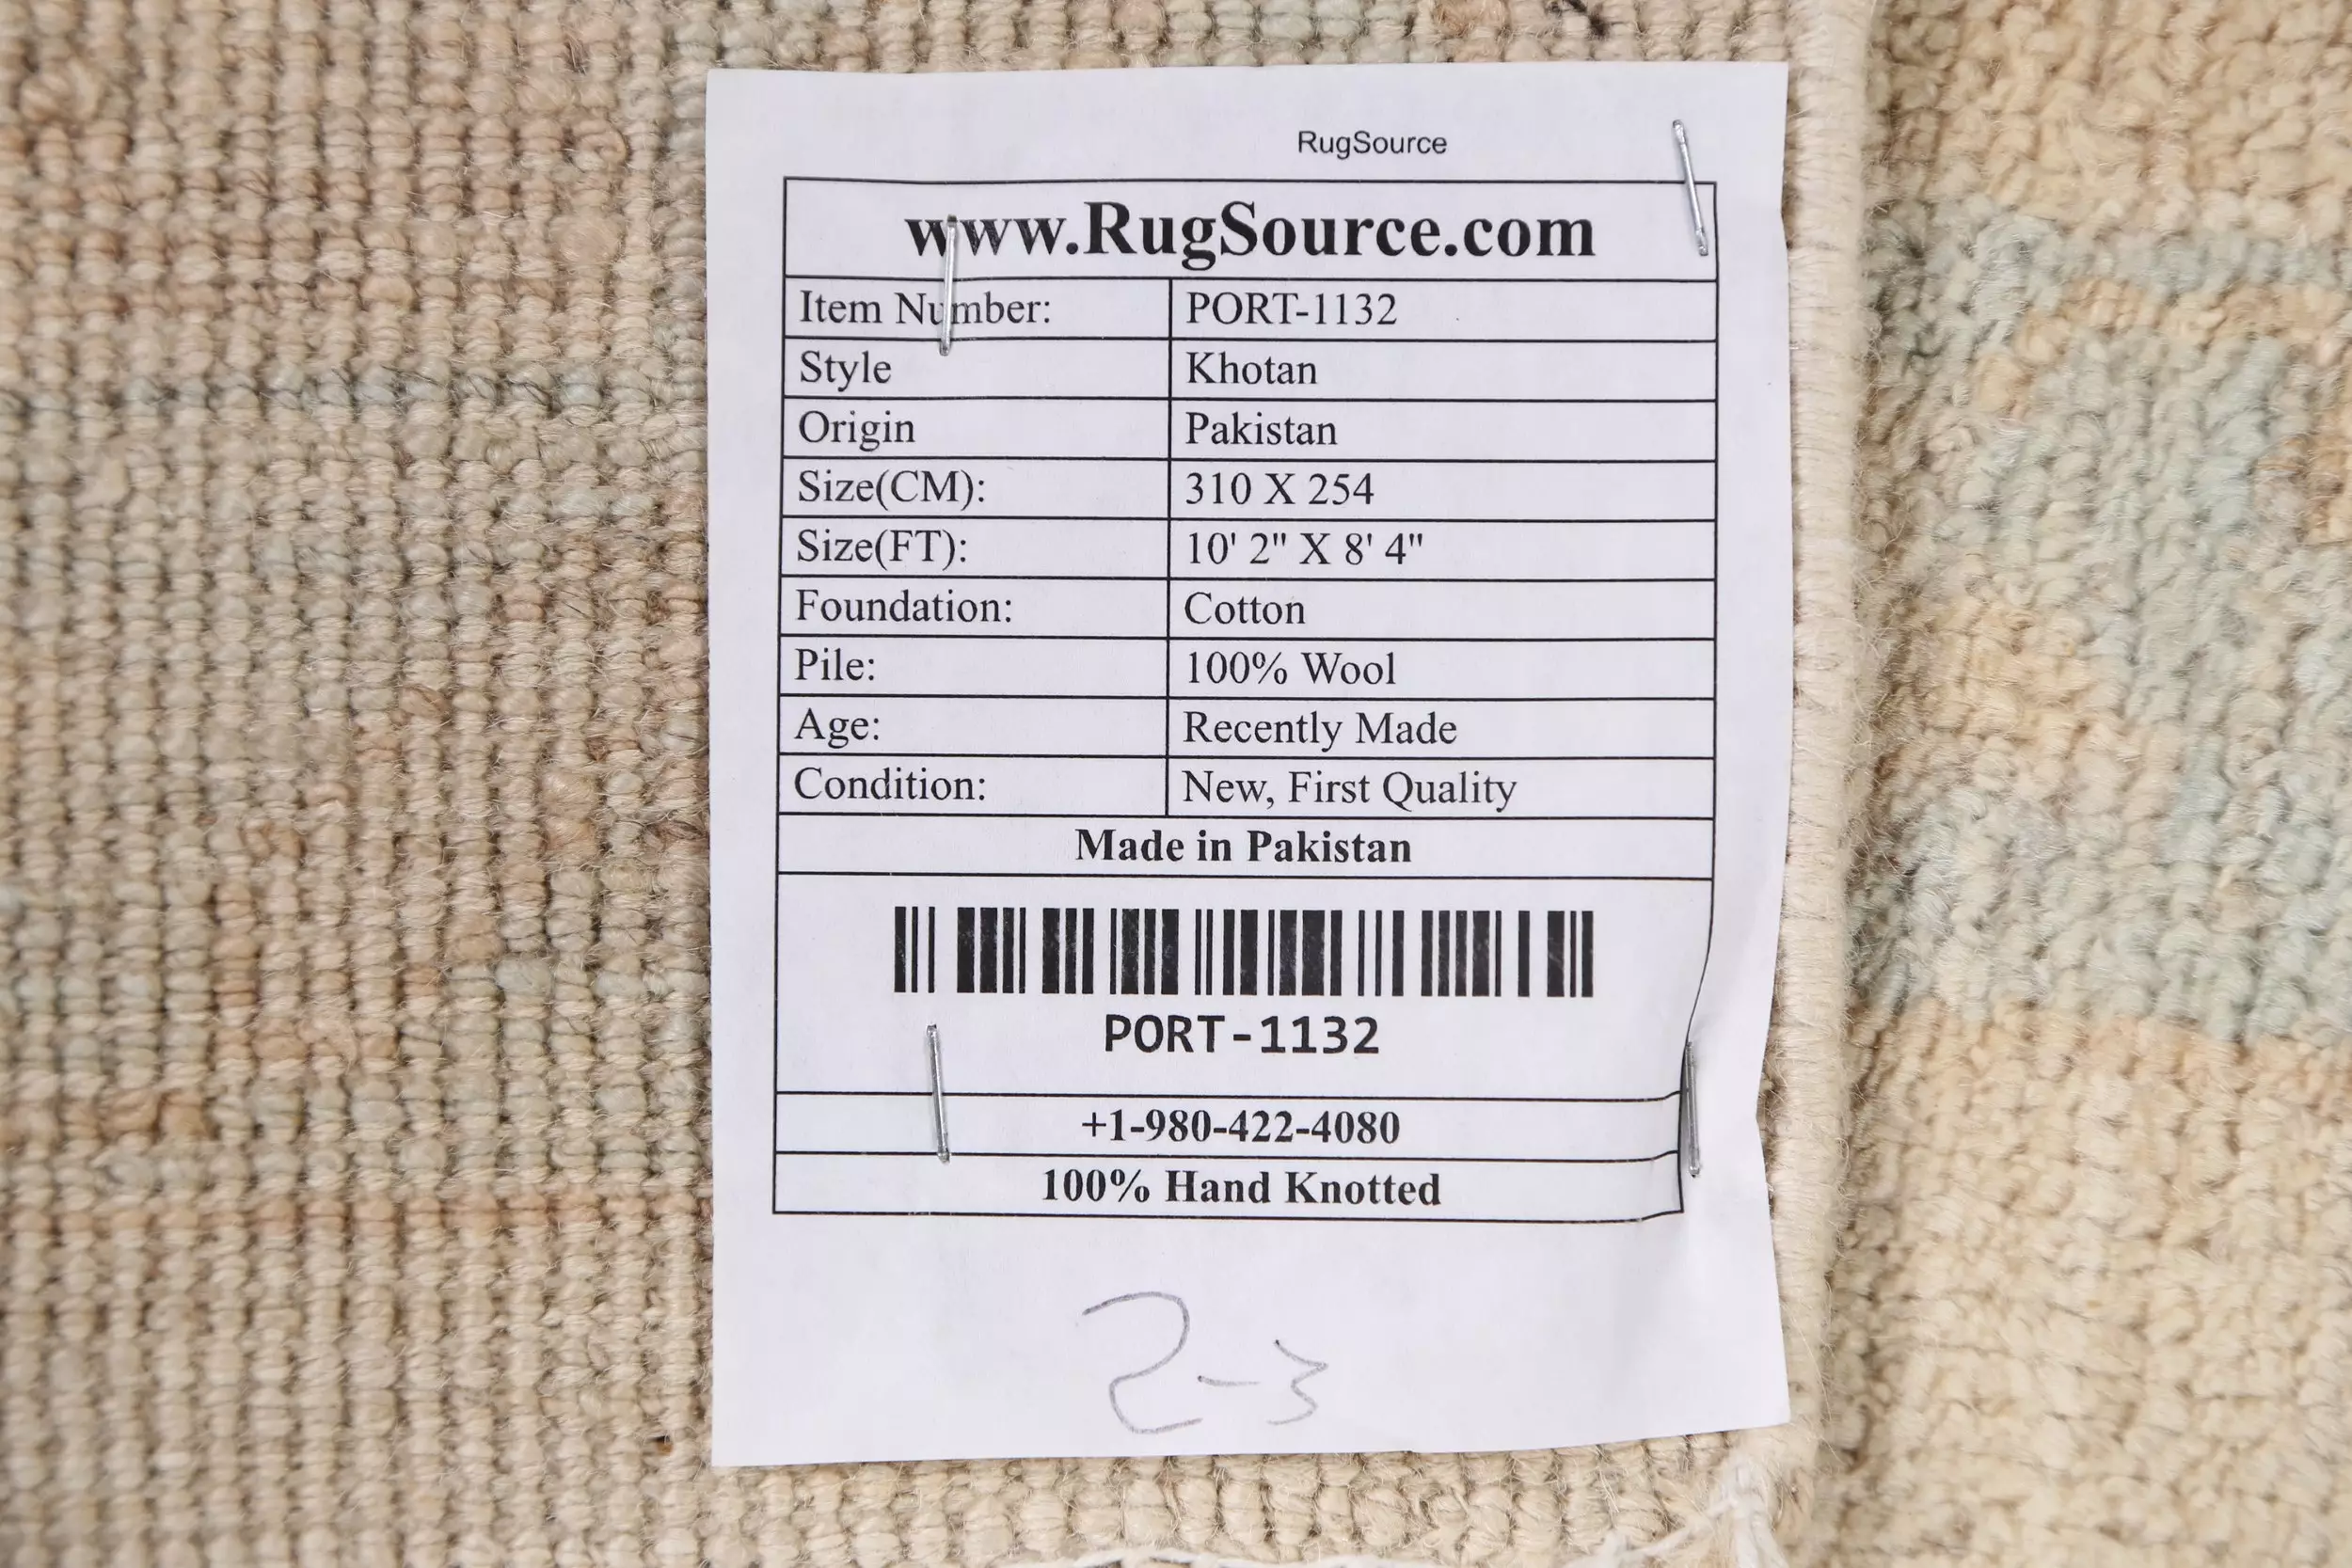 RugSource
www.RugSource.com
Item Number: PORT-1132
Style Khotan
Origin Pakistan
Size(CM): 310 X 254
Size(FT): 10' 2" X 8' 4"
Foundation: Cotton
Pile: 100% Wool
Age: Recently Made
Condition: New, First Quality
Made in Pakistan
PORT-1132
+1-980-422-4080
100% Hand Knotted
2-3